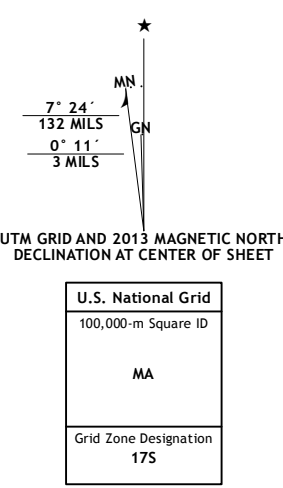 ★
MN
7° 24´
132 MILS
GN
0° 11´
3 MILS
UTM GRID AND 2013 MAGNETIC NORTH
DECLINATION AT CENTER OF SHEET
U.S. National Grid
100,000-m Square ID
MA
Grid Zone Designation
17S